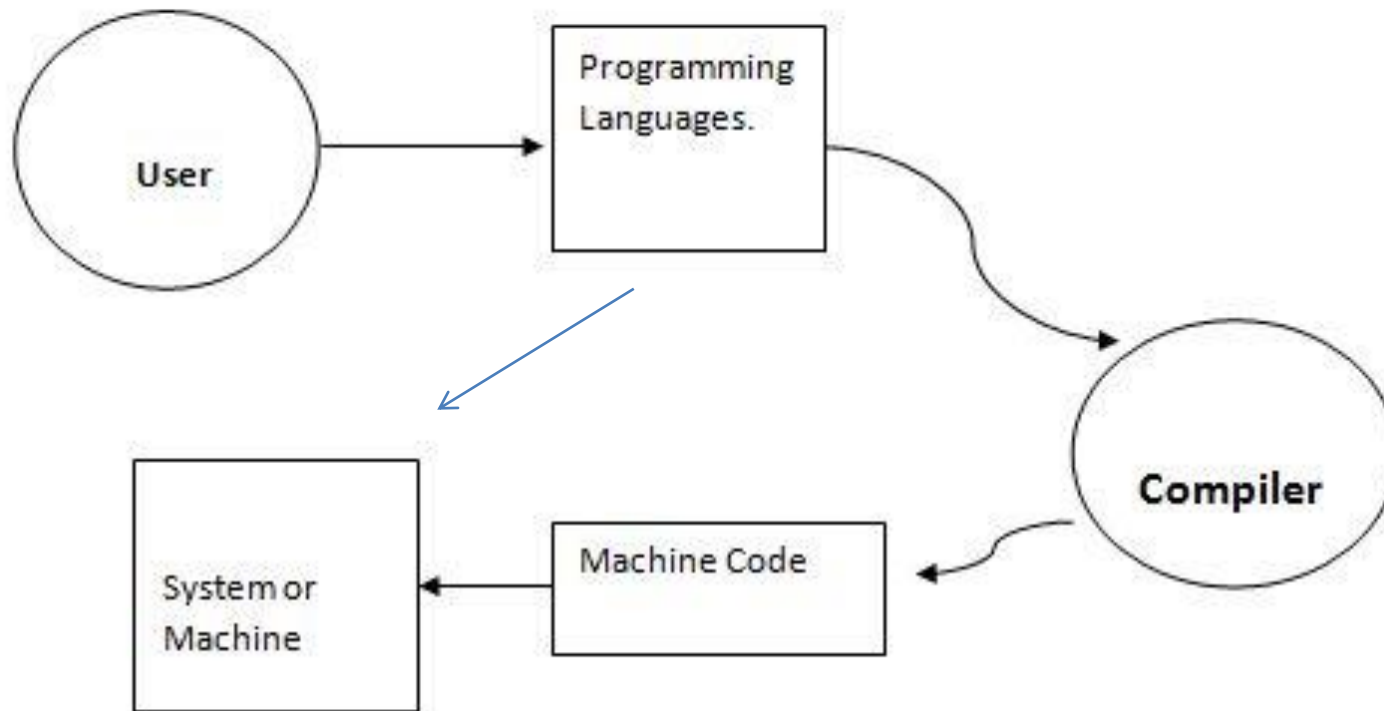 User
Programming
Languages.
Compiler
Machine Code
System or
Machine